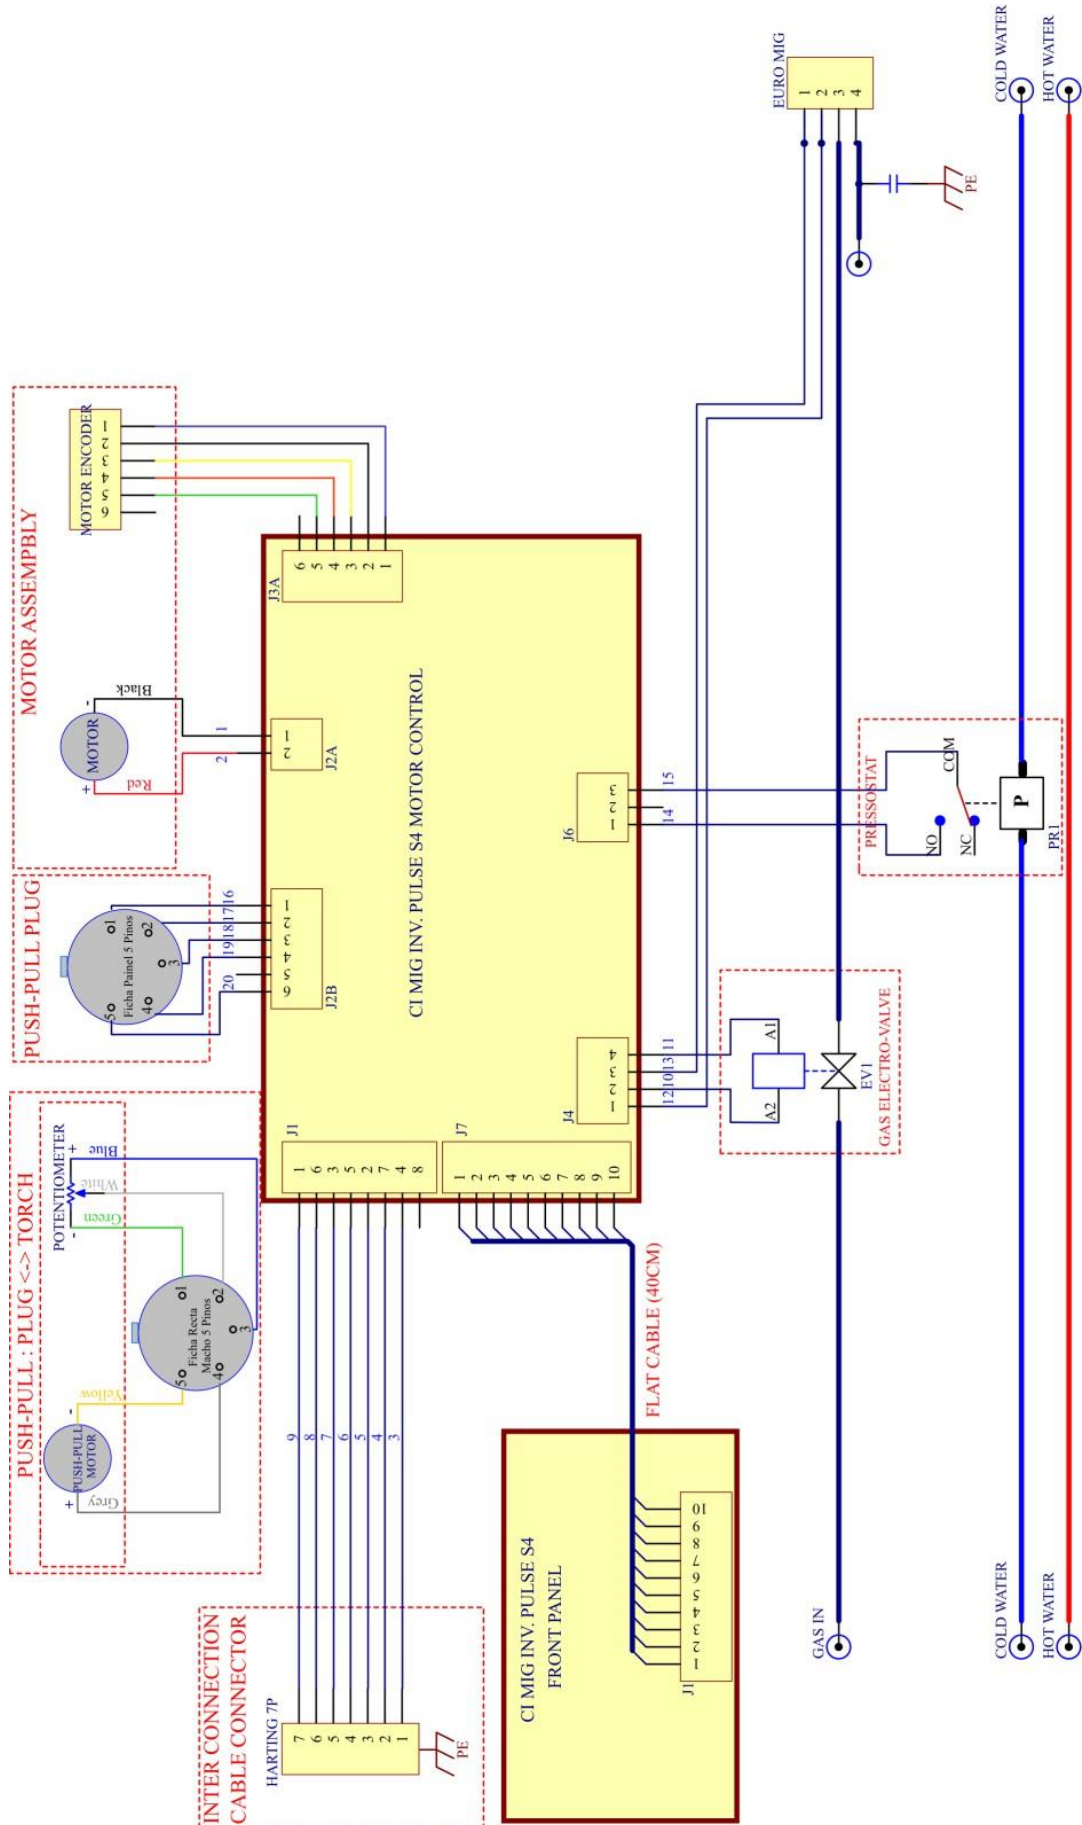 PUSH-PULL : PLUG <-> TORCH
POTENTIOMETER
- +
Green
White
Blue
PUSH-PULL
MOTOR
+ -
Grey
Yellow
Ficha Recta
Macho 5 Pinos
1
2
3
4
5
PUSH-PULL PLUG
Ficha Painel 5 Pinos
1
2
3
4
5
20 19 18 17 16
MOTOR ASSEMPBLY
MOTOR
+ -
Red
Black
2 1
MOTOR ENCODER
6 5 4 3 2 1
INTER CONNECTION
CABLE CONNECTOR
HARTING 7P
7
6
5
4
3
2
1
PE
9
8
7
6
5
4
3
CI MIG INV. PULSE S4 MOTOR CONTROL
J1
1
6
3
5
2
7
4
8
J7
1
2
3
4
5
6
7
8
9
10
J2B
6 5 4 3 2 1
J2A
2 1
J3A
6
5
4
3
2
1
J4
1 2 3 4
12 10 13 11
J6
1 2 3
14 15
FLAT CABLE (40CM)
CI MIG INV. PULSE S4
FRONT PANEL
J1
1 2 3 4 5 6 7 8 9 10
EURO MIG
1
2
3
4
PE
GAS ELECTRO-VALVE
A2 A1
EV1
GAS IN
PRESSOSTAT
NO
NC
COM
P
PR1
COLD WATER
COLD WATER
HOT WATER
HOT WATER